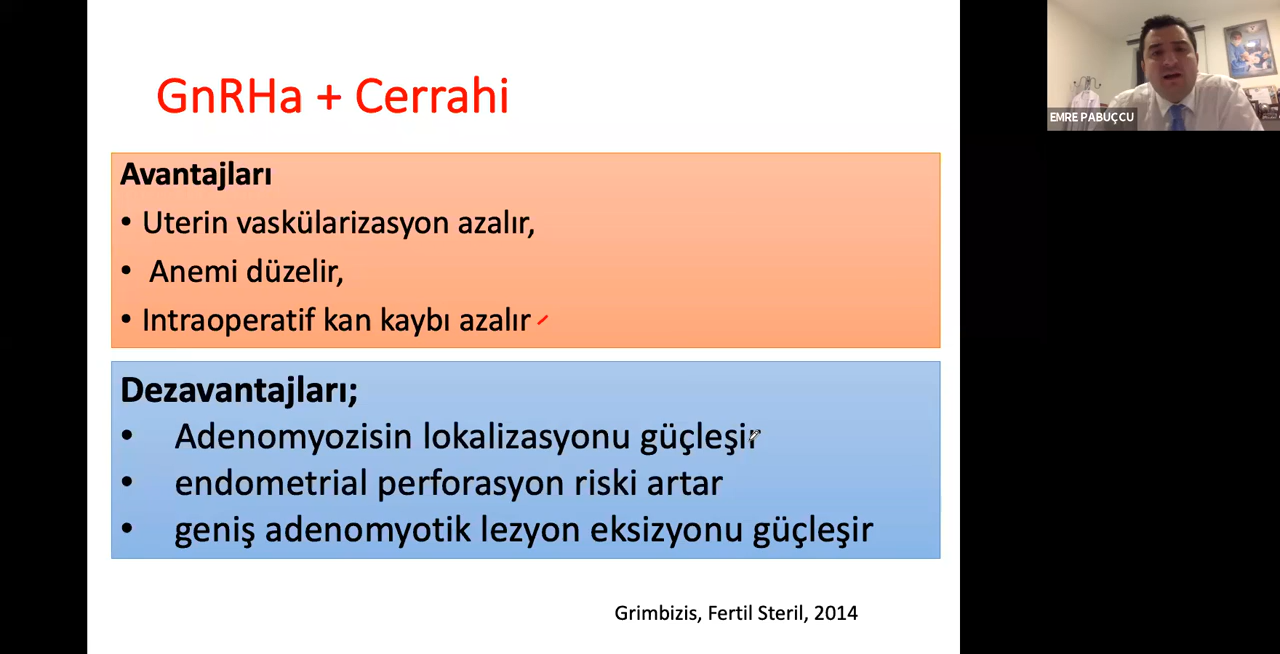 GnRHa + Cerrahi
EMRE PABUÇCU
Avantajları
• Uterin vaskülarizasyon azalır,
• Anemi düzelir,
• Intraoperatif kan kaybı azalır
Dezavantajları;
• Adenomyozisin lokalizasyonu güçleşir
• endometrial perforasyon riski artar
• geniş adenomyotik lezyon eksizyonu güçleşir
Grimbizis, Fertil Steril, 2014